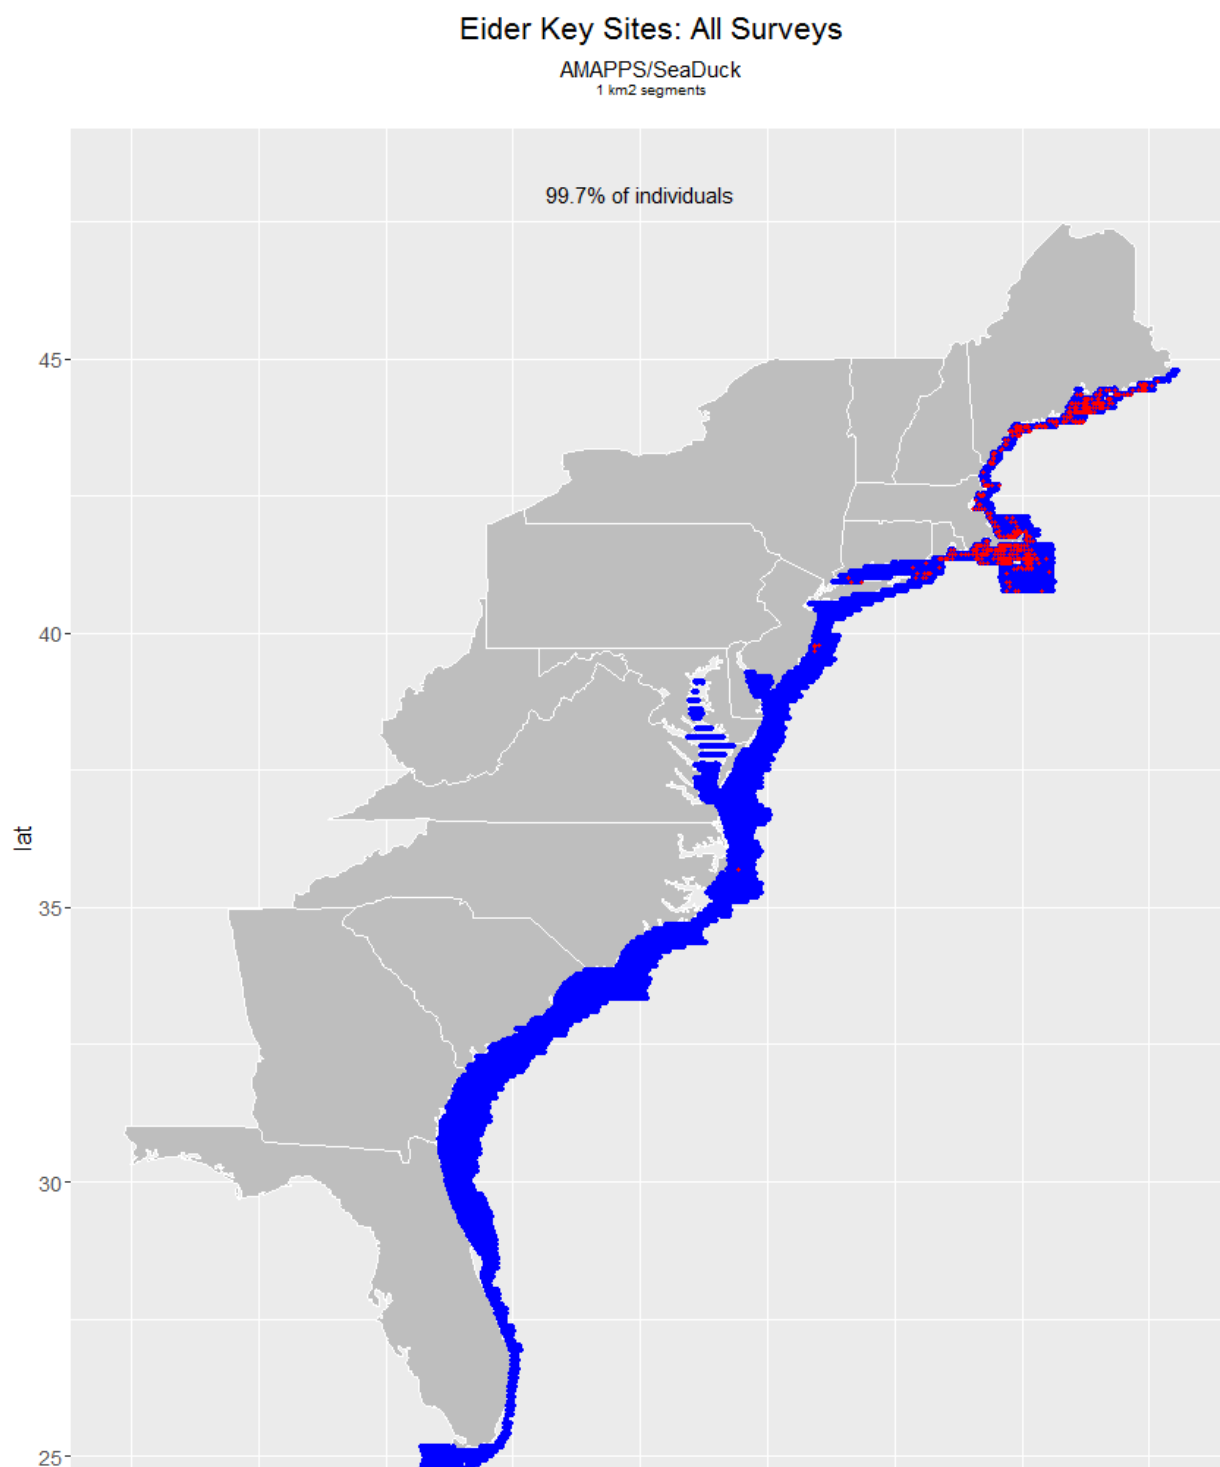 Eider Key Sites: All Surveys
AMAPPS/SeaDuck
1 km2 segments
99.7% of individuals
45
40
lat
35
30
25